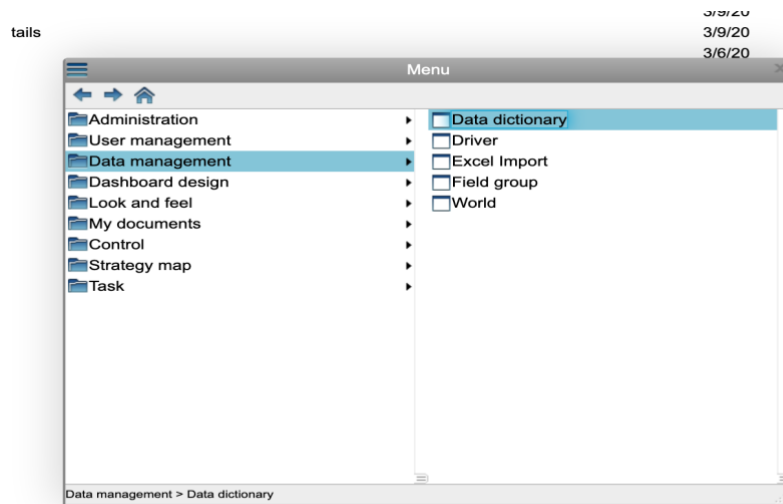 3/9/20
tails 3/9/20
3/6/20
Menu
Administration
User management
Data management
Dashboard design
Look and feel
My documents
Control
Strategy map
Task
Data dictionary
Driver
Excel Import
Field group
World
Data management > Data dictionary